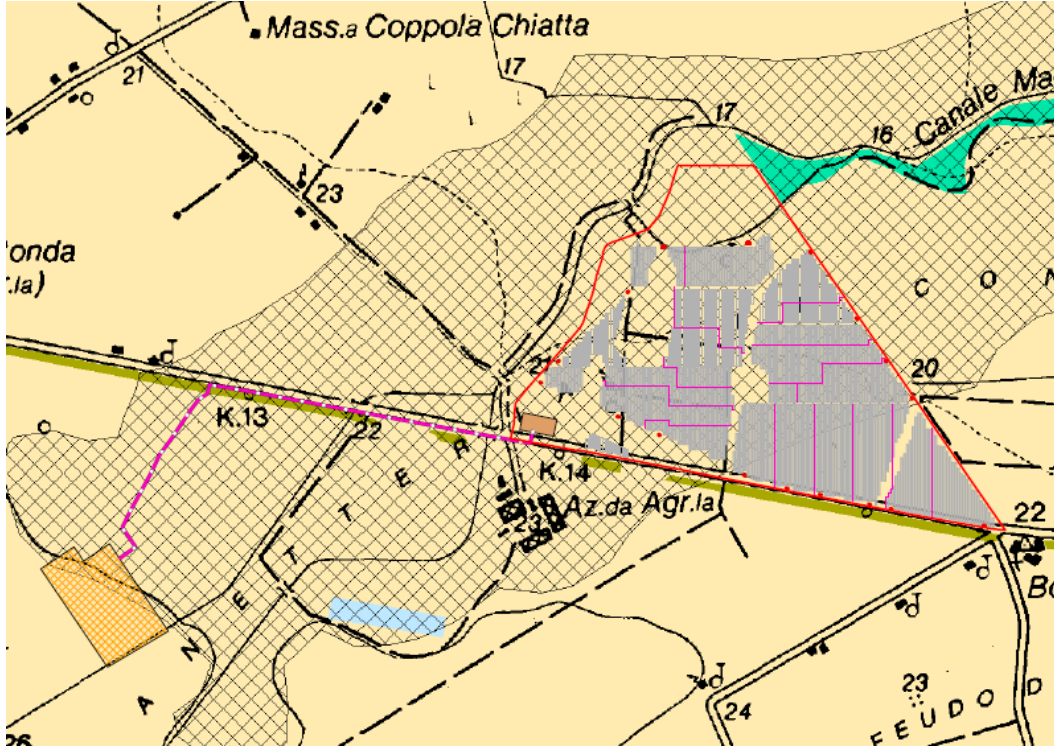 Mass.a Coppola Chiatta
21
17
17
16
Canale Ma
23
onda
r.la)
C O N
21
20
K.13
22
K.14
Az.da Agr.la
23
22
Bo
C
A N E T T E R
23
24
FEUDO D
26